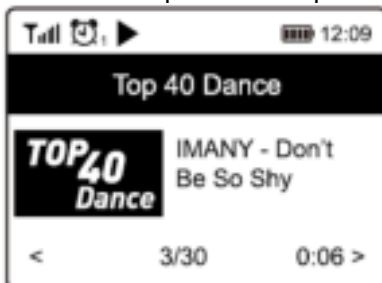 12:09
Top 40 Dance
TOP 40
Dance
IMANY - Don't
Be So Shy
< 3/30 0:06 >